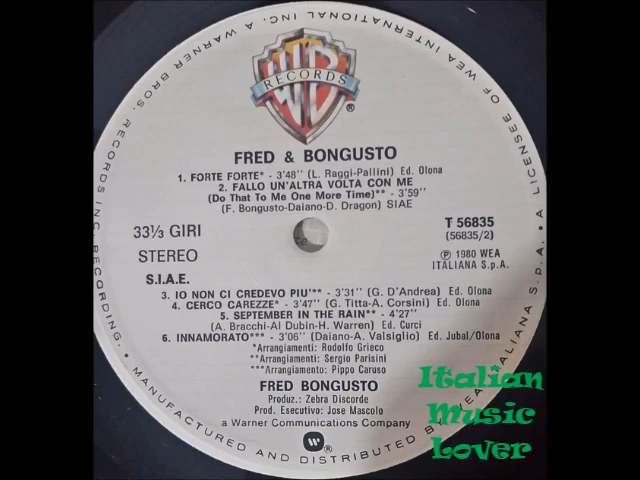 A LICENSEE OF WEA INTERNATIONAL INC. A WARNER BROS. RECORDS INC. RECORDING. • MANUFACTURED AND DISTRIBUTED BY WEA ITALIANA S.P.A. •
WB
RECORDS
®
FRED & BONGUSTO
1. FORTE FORTE* - 3'48" (L. Raggi-Pallini) Ed. Olona
2. FALLO UN'ALTRA VOLTA CON ME
(Do That To Me One More Time)** - 3'59"
(F. Bongusto-Daiano-D. Dragon) SIAE
33⅓ GIRI
STEREO
S.I.A.E.
T 56835
(56835/2)
Ⓟ 1980 WEA
ITALIANA S.p.A.
3. IO NON CI CREDEVO PIU'** - 3'31" (G. D'Andrea) Ed. Olona
4. CERCO CAREZZE* - 3'47" (G. Titta-A. Corsini) Ed. Olona
5. SEPTEMBER IN THE RAIN** - 4'27"
(A. Bracchi-Al Dubin-H. Warren) Ed. Curci
6. INNAMORATO*** - 3'06" (Daiano-A. Valsiglio) Ed. Jubal/Olona
*Arrangiamenti: Rodolfo Grieco
**Arrangiamenti: Sergio Parisini
***Arrangiamento: Pippo Caruso
FRED BONGUSTO
Produz.: Zebra Discorde
Prod. Esecutivo: Jose Mascolo
a Warner Communications Company
®
Italian
Music
Lover